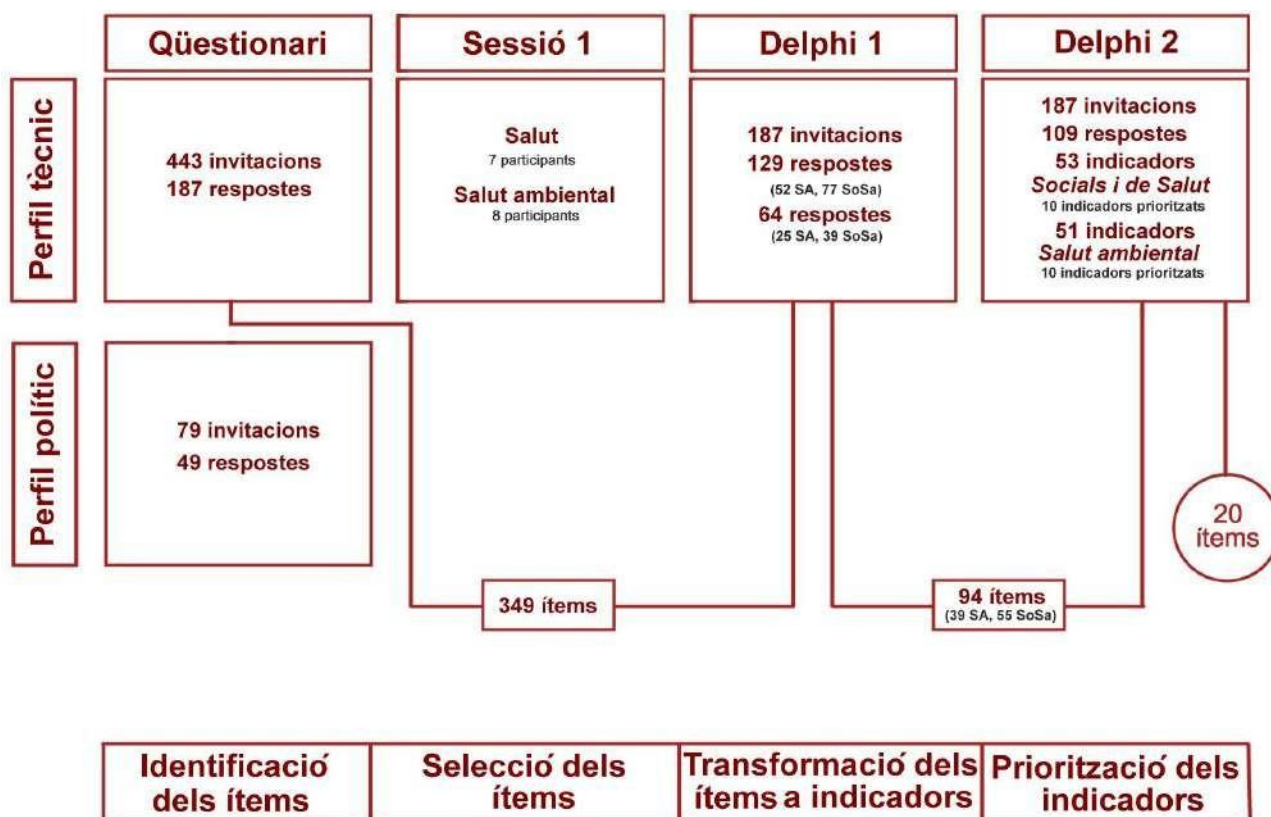 Qüestionari
Sessió 1
Delphi 1
Delphi 2
Perfil tècnic
443 invitacions
187 respostes
Salut
7 participants
Salut ambiental
8 participants
187 invitacions
129 respostes
(52 SA, 77 SoSa)
64 respostes
(25 SA, 39 SoSa)
187 invitacions
109 respostes
53 indicadors
Socials i de Salut
10 indicadors prioritzats
51 indicadors
Salut ambiental
10 indicadors prioritzats
Perfil polític
79 invitacions
49 respostes
349 ítems
94 ítems
(39 SA, 55 SoSa)
20
ítems
Identificació
dels ítems
Selecció dels
ítems
Transformació dels
ítems a indicadors
Priorització dels
indicadors